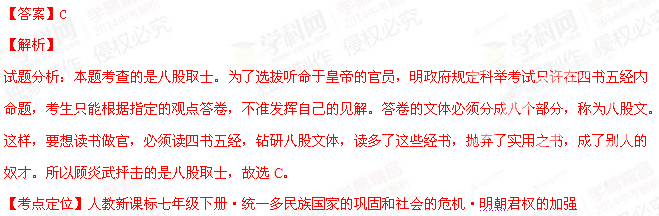 【答案】C
【解析】
试题分析：本题考查的是八股取士。为了选拔听命于皇帝的官员，明政府规定科举考试只许在四书五经内
命题，考生只能根据指定的观点答卷，不准发挥自己的见解。答卷的文体必须分成八个部分，称为八股文。
这样，要想读书做官，必须读四书五经，钻研八股文体，读多了这些经书，抛弃了实用之书，成了别人的
奴才。所以顾炎武抨击的是八股取士，故选 C。
【考点定位】人教新课标七年级下册·统一多民族国家的巩固和社会的危机·明朝君权的加强